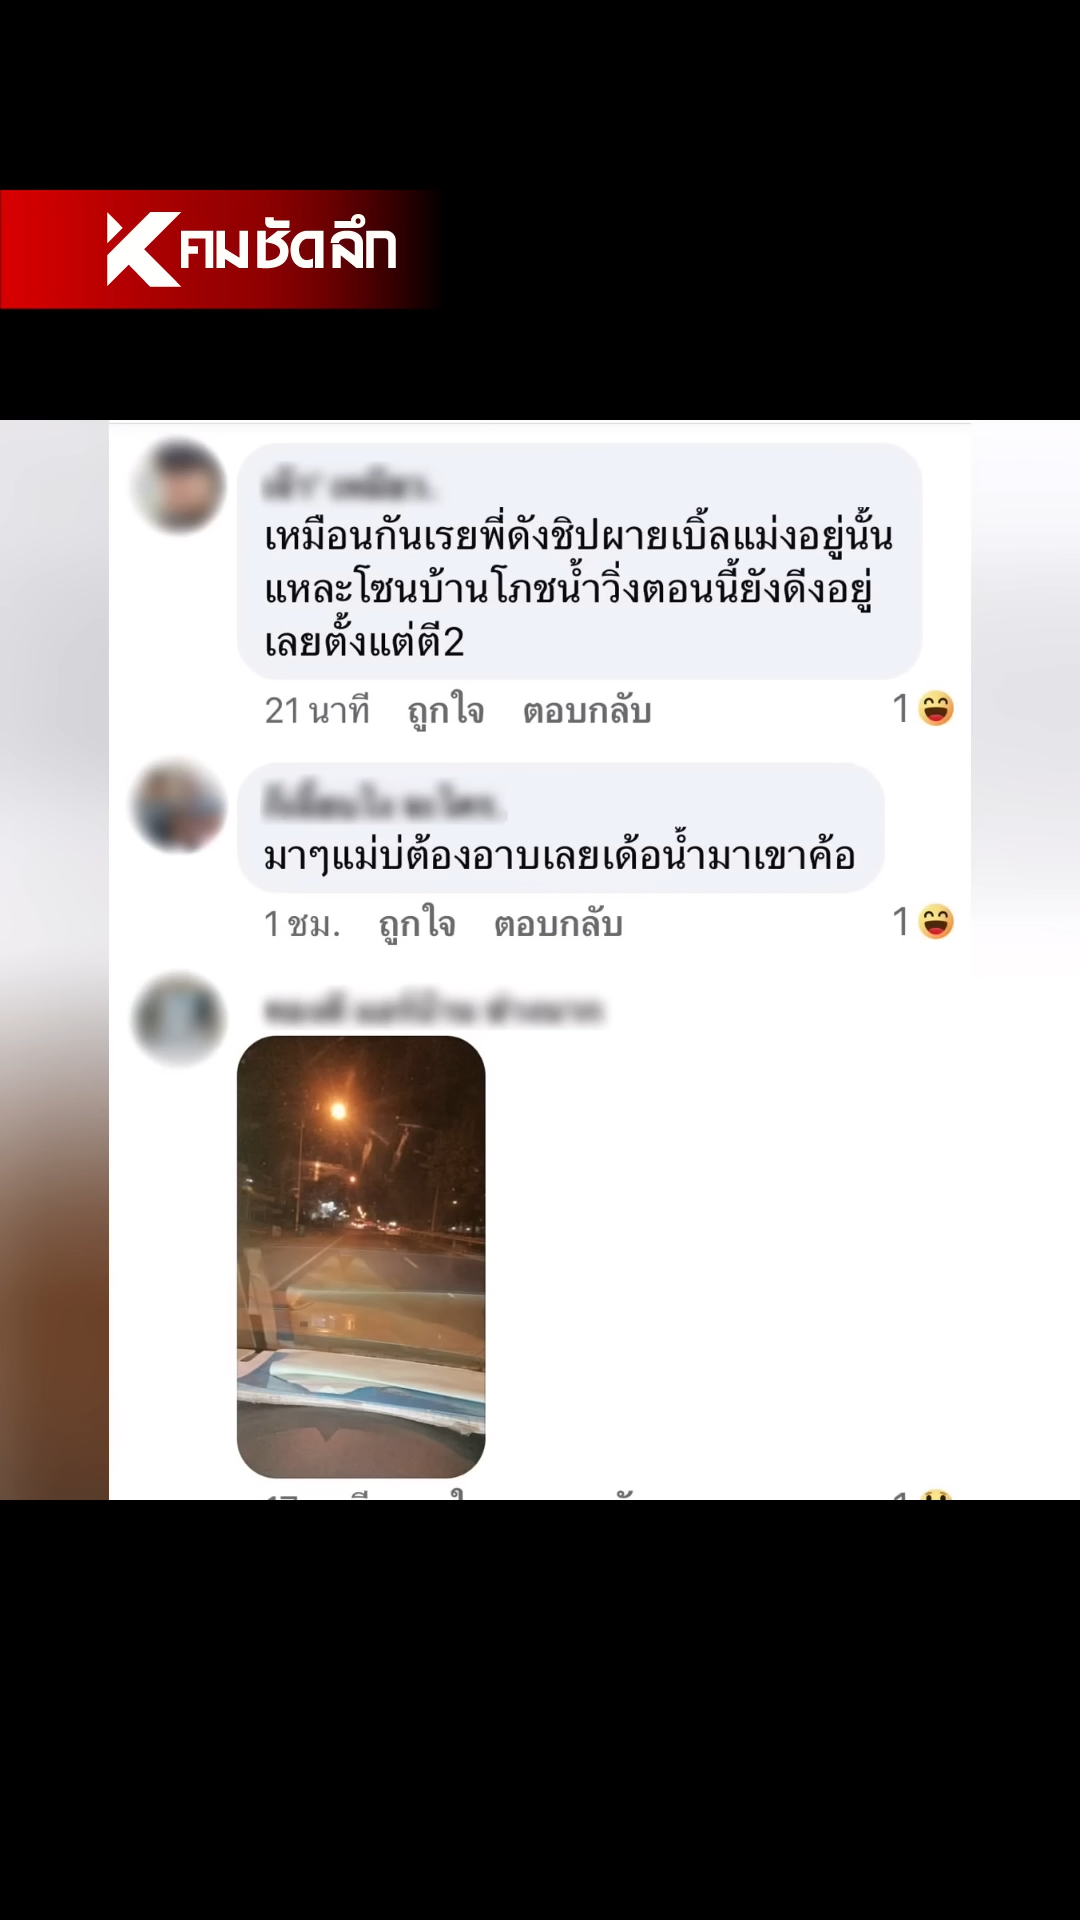 คมชัดลึก
เหมือนกันเรยพี่ดังชิปผายเบิ้ลแม่งอยู่นั้น
แหละโซนบ้านโภชน้ำวิ่งตอนนี้ยังดีงอยู่
เลยตั้งแต่ตี2
21 นาที ถูกใจ ตอบกลับ 1
มาๆแม่บ่ต้องอาบเลยเด้อน้ำมาเขาค้อ
1 ชม. ถูกใจ ตอบกลับ 1